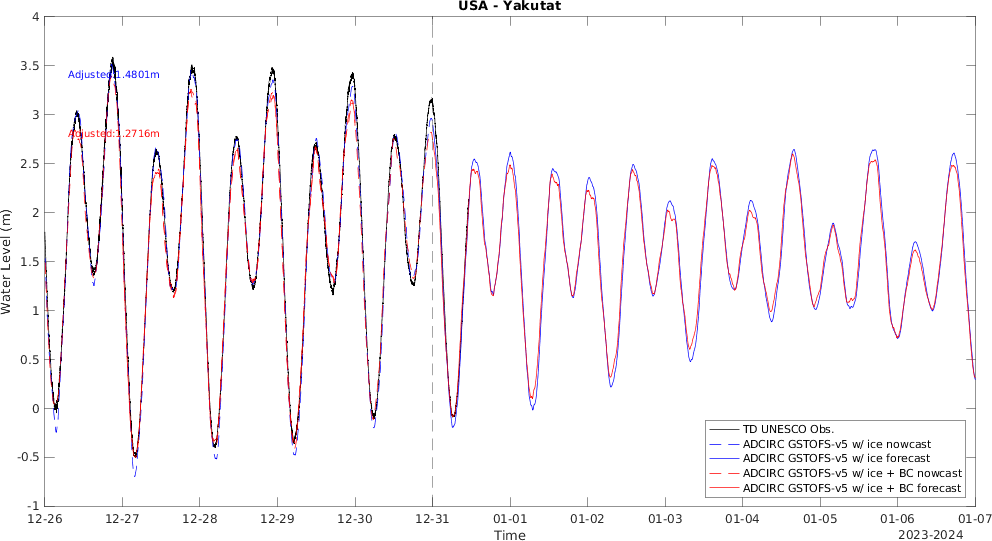 USA - Yakutat
Water Level (m)
4
3.5
3
2.5
2
1.5
1
0.5
0
-0.5
-1
Adjusted:1.4801m
Adjusted:1.2716m
TD UNESCO Obs.
ADCIRC GSTOFS-v5 w/ ice nowcast
ADCIRC GSTOFS-v5 w/ ice forecast
ADCIRC GSTOFS-v5 w/ ice + BC nowcast
ADCIRC GSTOFS-v5 w/ ice + BC forecast
12-26 12-27 12-28 12-29 12-30 12-31 01-01 01-02 01-03 01-04 01-05 01-06 01-07
Time
2023-2024